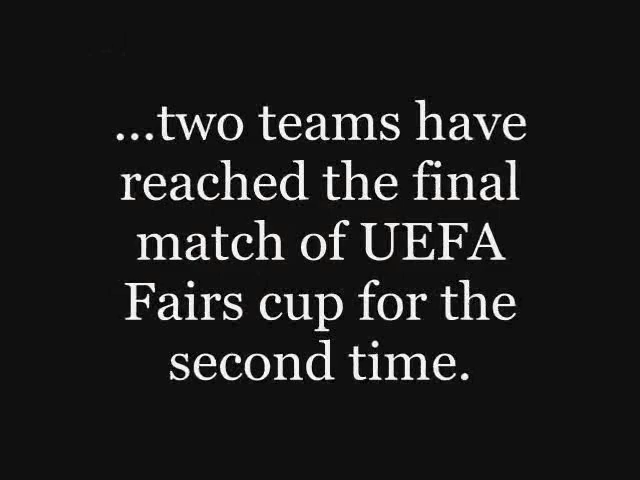 ...two teams have
reached the final
match of UEFA
Fairs cup for the
second time.